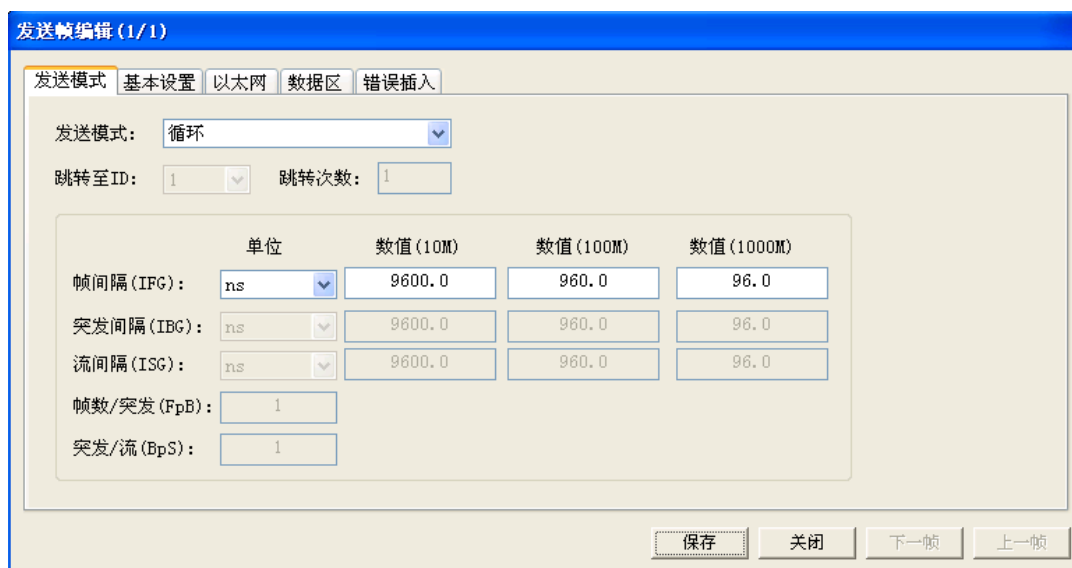 发送帧编辑(1/1)
发送模式 基本设置 以太网 数据区 错误插入
发送模式: 循环
跳转至ID: 1 跳转次数: 1
单位 数值(10M) 数值(100M) 数值(1000M)
帧间隔(IFG): ns 9600.0 960.0 96.0
突发间隔(IBG): ns 9600.0 960.0 96.0
流间隔(ISG): ns 9600.0 960.0 96.0
帧数/突发(FpB): 1
突发/流(BpS): 1
保存 关闭 下一帧 上一帧